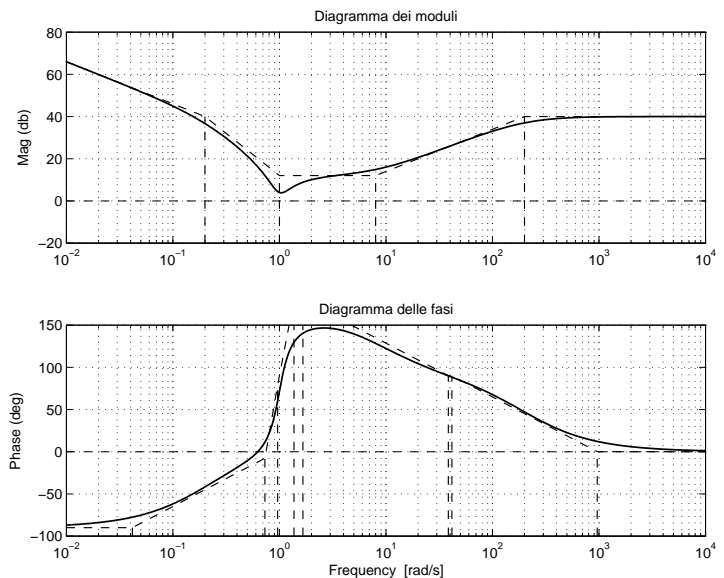 Diagramma dei moduli
Mag (db)
80
60
40
20
0
−20
10^−2 10^−1 10^0 10^1 10^2 10^3 10^4
Diagramma delle fasi
Phase (deg)
150
100
50
0
−50
−100
10^−2 10^−1 10^0 10^1 10^2 10^3 10^4
Frequency [rad/s]